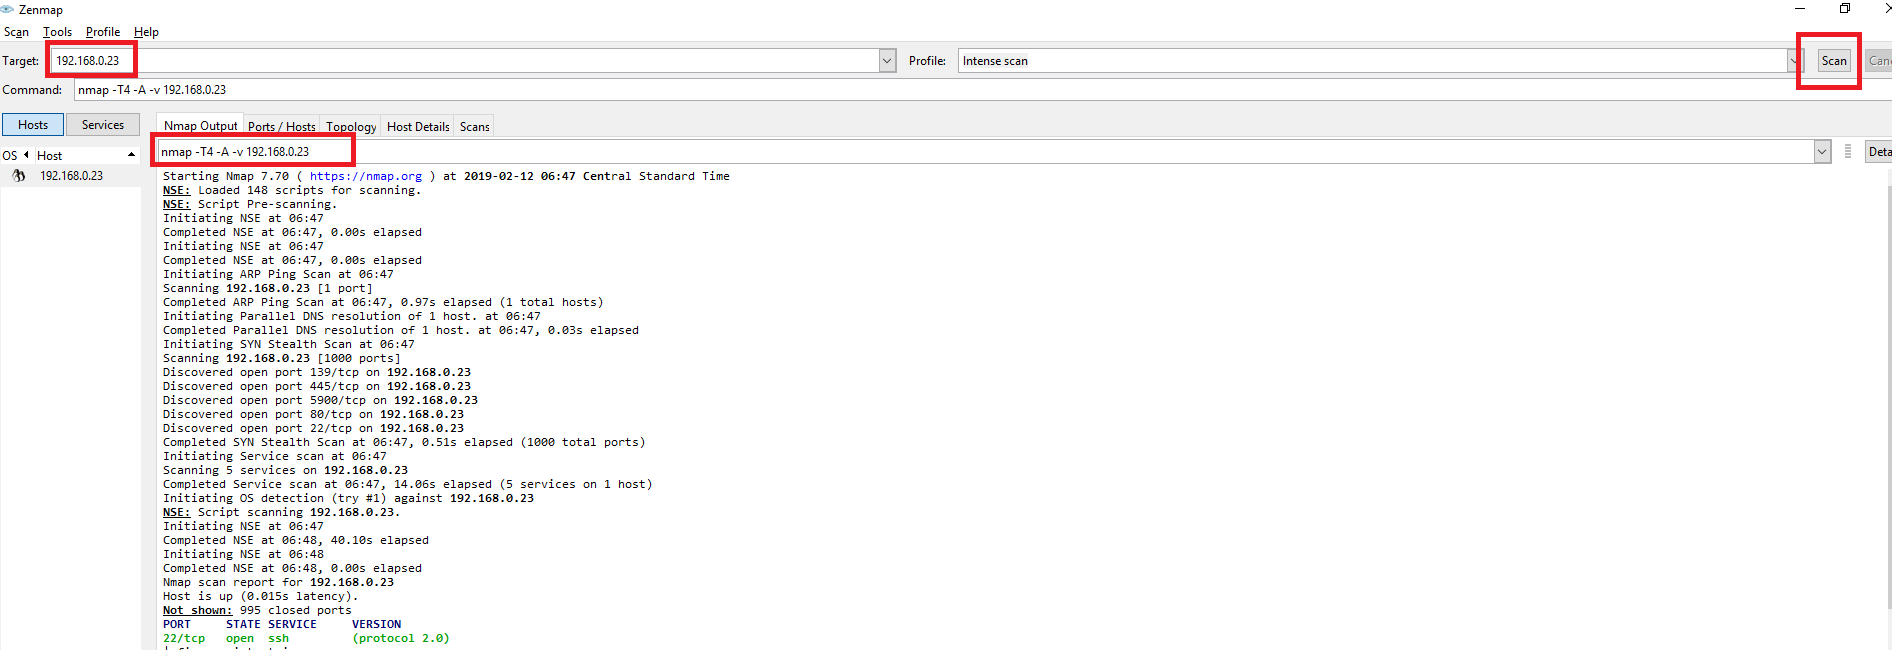 Zenmap
Scan Tools Profile Help
Target: 192.168.0.23 Profile: Intense scan Scan
Command: nmap -T4 -A -v 192.168.0.23
Hosts Services Nmap Output Ports / Hosts Topology Host Details Scans
nmap -T4 -A -v 192.168.0.23 Deta
OS Host
192.168.0.23
Starting Nmap 7.70 ( https://nmap.org ) at 2019-02-12 06:47 Central Standard Time
NSE: Loaded 148 scripts for scanning.
NSE: Script Pre-scanning.
Initiating NSE at 06:47
Completed NSE at 06:47, 0.00s elapsed
Initiating NSE at 06:47
Completed NSE at 06:47, 0.00s elapsed
Initiating ARP Ping Scan at 06:47
Scanning 192.168.0.23 [1 port]
Completed ARP Ping Scan at 06:47, 0.97s elapsed (1 total hosts)
Initiating Parallel DNS resolution of 1 host. at 06:47
Completed Parallel DNS resolution of 1 host. at 06:47, 0.03s elapsed
Initiating SYN Stealth Scan at 06:47
Scanning 192.168.0.23 [1000 ports]
Discovered open port 139/tcp on 192.168.0.23
Discovered open port 445/tcp on 192.168.0.23
Discovered open port 5900/tcp on 192.168.0.23
Discovered open port 80/tcp on 192.168.0.23
Discovered open port 22/tcp on 192.168.0.23
Completed SYN Stealth Scan at 06:47, 0.51s elapsed (1000 total ports)
Initiating Service scan at 06:47
Scanning 5 services on 192.168.0.23
Completed Service scan at 06:47, 14.06s elapsed (5 services on 1 host)
Initiating OS detection (try #1) against 192.168.0.23
NSE: Script scanning 192.168.0.23.
Initiating NSE at 06:47
Completed NSE at 06:48, 40.10s elapsed
Initiating NSE at 06:48
Completed NSE at 06:48, 0.00s elapsed
Nmap scan report for 192.168.0.23
Host is up (0.015s latency).
Not shown: 995 closed ports
PORT STATE SERVICE VERSION
22/tcp open ssh (protocol 2.0)